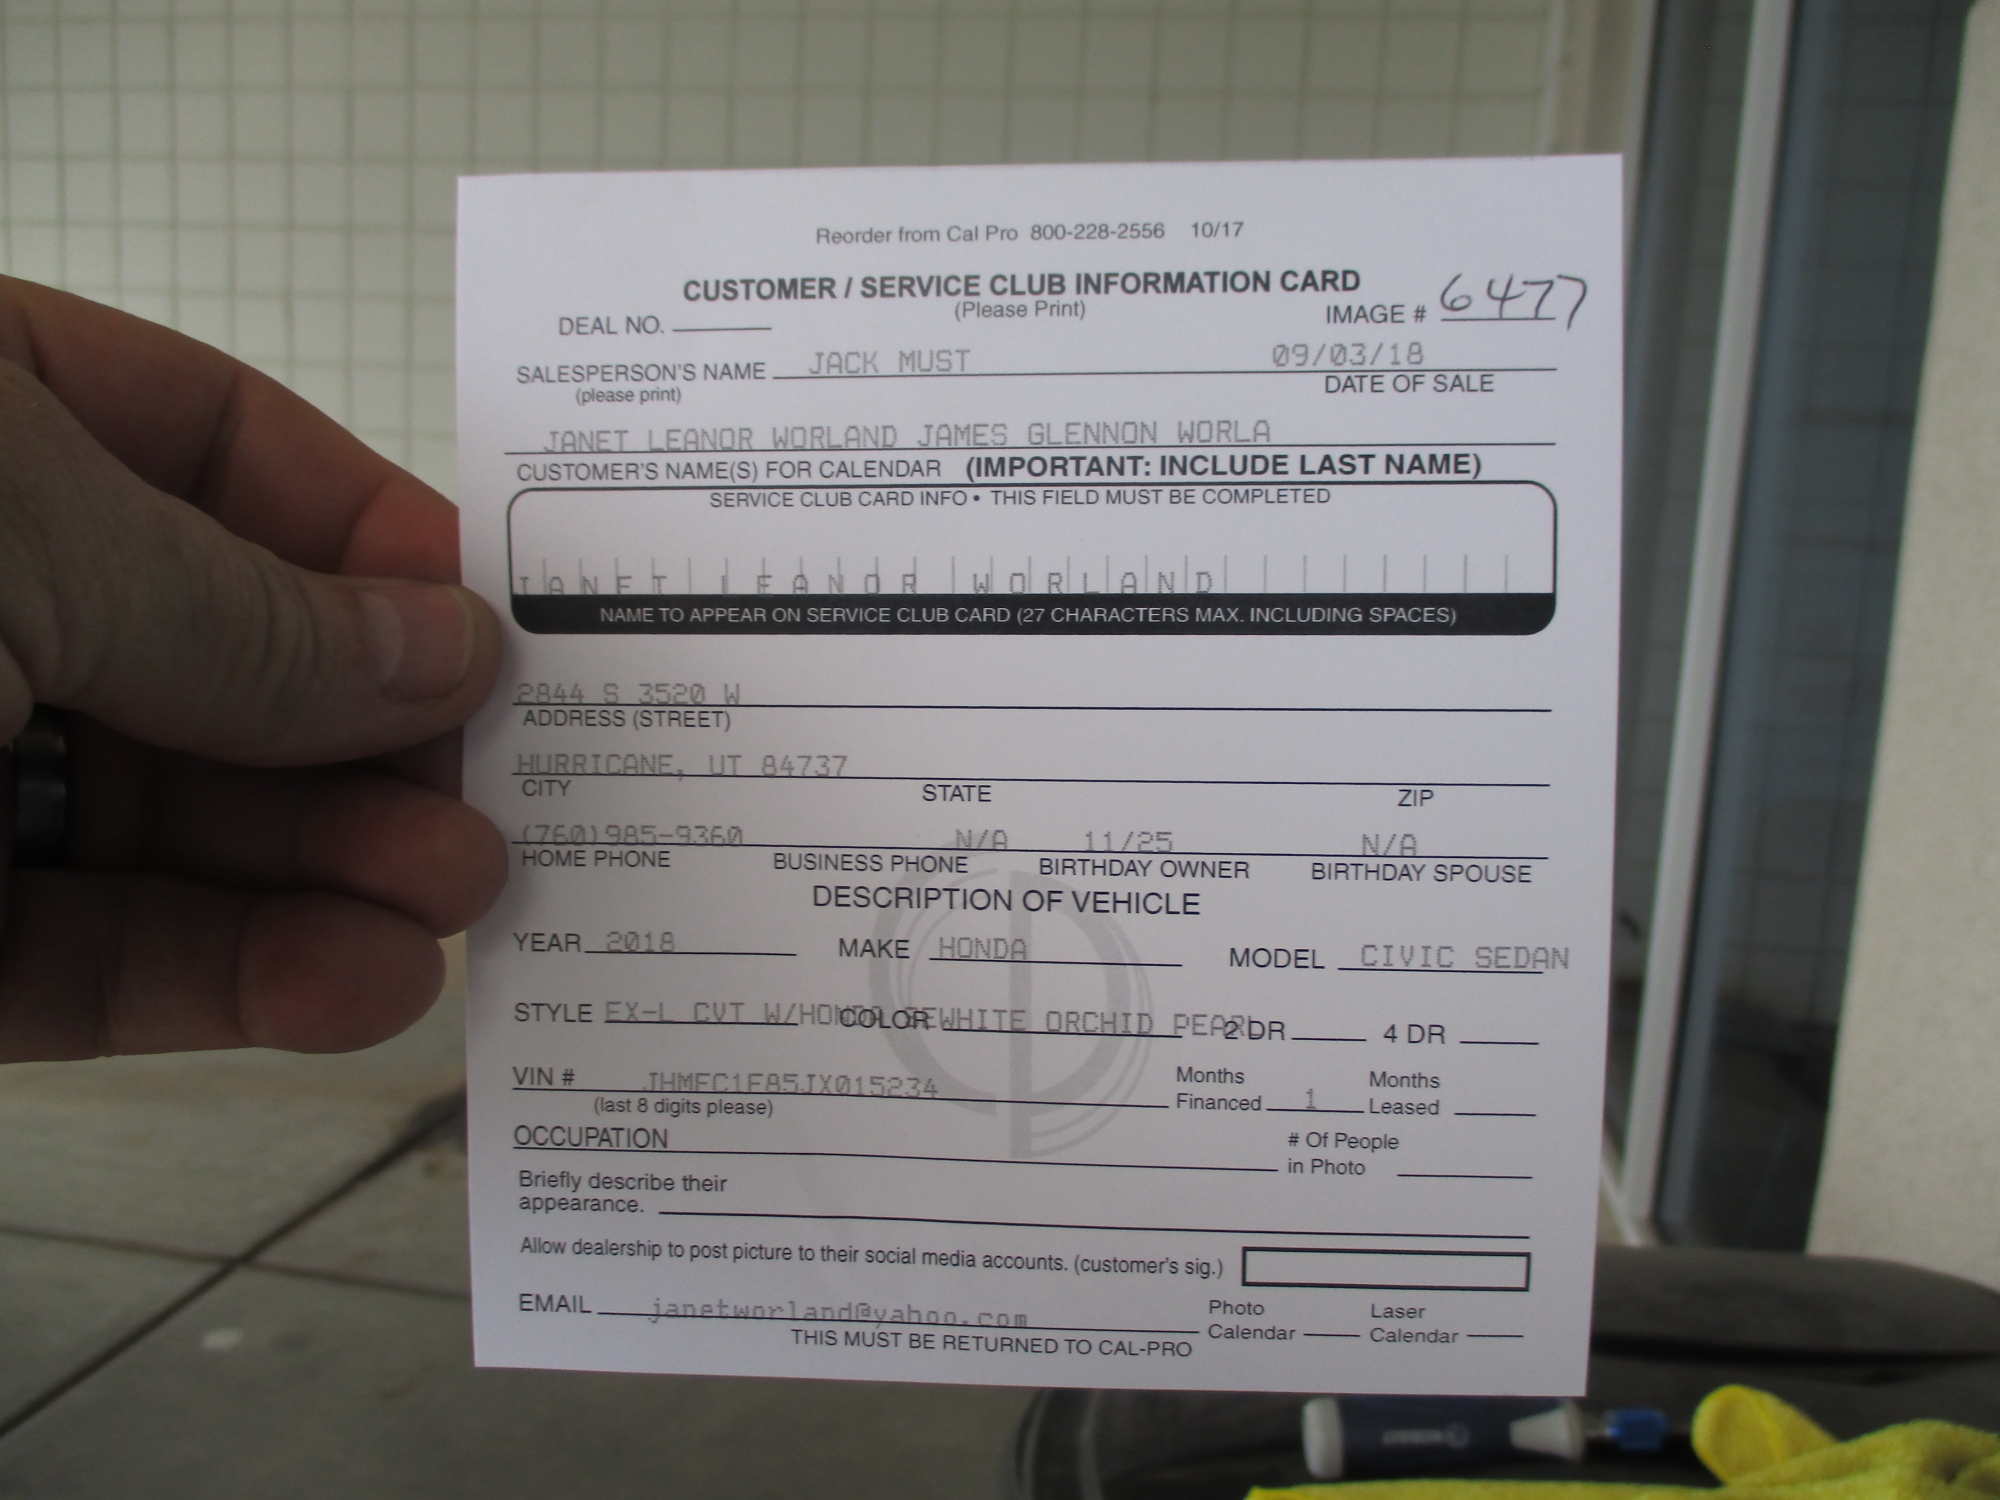 Reorder from Cal Pro 800-228-2556 10/17
CUSTOMER / SERVICE CLUB INFORMATION CARD
(Please Print)
DEAL NO. IMAGE # 6477
SALESPERSON'S NAME JACK MUST 09/03/18
(please print) DATE OF SALE
JANET LEANOR WORLAND JAMES GLENNON WORLA
CUSTOMER'S NAME(S) FOR CALENDAR (IMPORTANT: INCLUDE LAST NAME)
SERVICE CLUB CARD INFO • THIS FIELD MUST BE COMPLETED
JANET LEANOR WORLAND
NAME TO APPEAR ON SERVICE CLUB CARD (27 CHARACTERS MAX. INCLUDING SPACES)
2844 S 3520 W
ADDRESS (STREET)
HURRICANE, UT 84737
CITY STATE ZIP
(760)985-9360 N/A 11/25 N/A
HOME PHONE BUSINESS PHONE BIRTHDAY OWNER BIRTHDAY SPOUSE
DESCRIPTION OF VEHICLE
YEAR 2018 MAKE HONDA MODEL CIVIC SEDAN
STYLE EX-L CVT COLOR WHITE ORCHID PEARL 2 DR 4 DR
VIN # JHMFC1F85JX015234 Months Financed 1 Months Leased
(last 8 digits please)
OCCUPATION # Of People in Photo
Briefly describe their
appearance.
Allow dealership to post picture to their social media accounts. (customer's sig.)
EMAIL janetworland@yahoo.com Photo Calendar Laser Calendar
THIS MUST BE RETURNED TO CAL-PRO